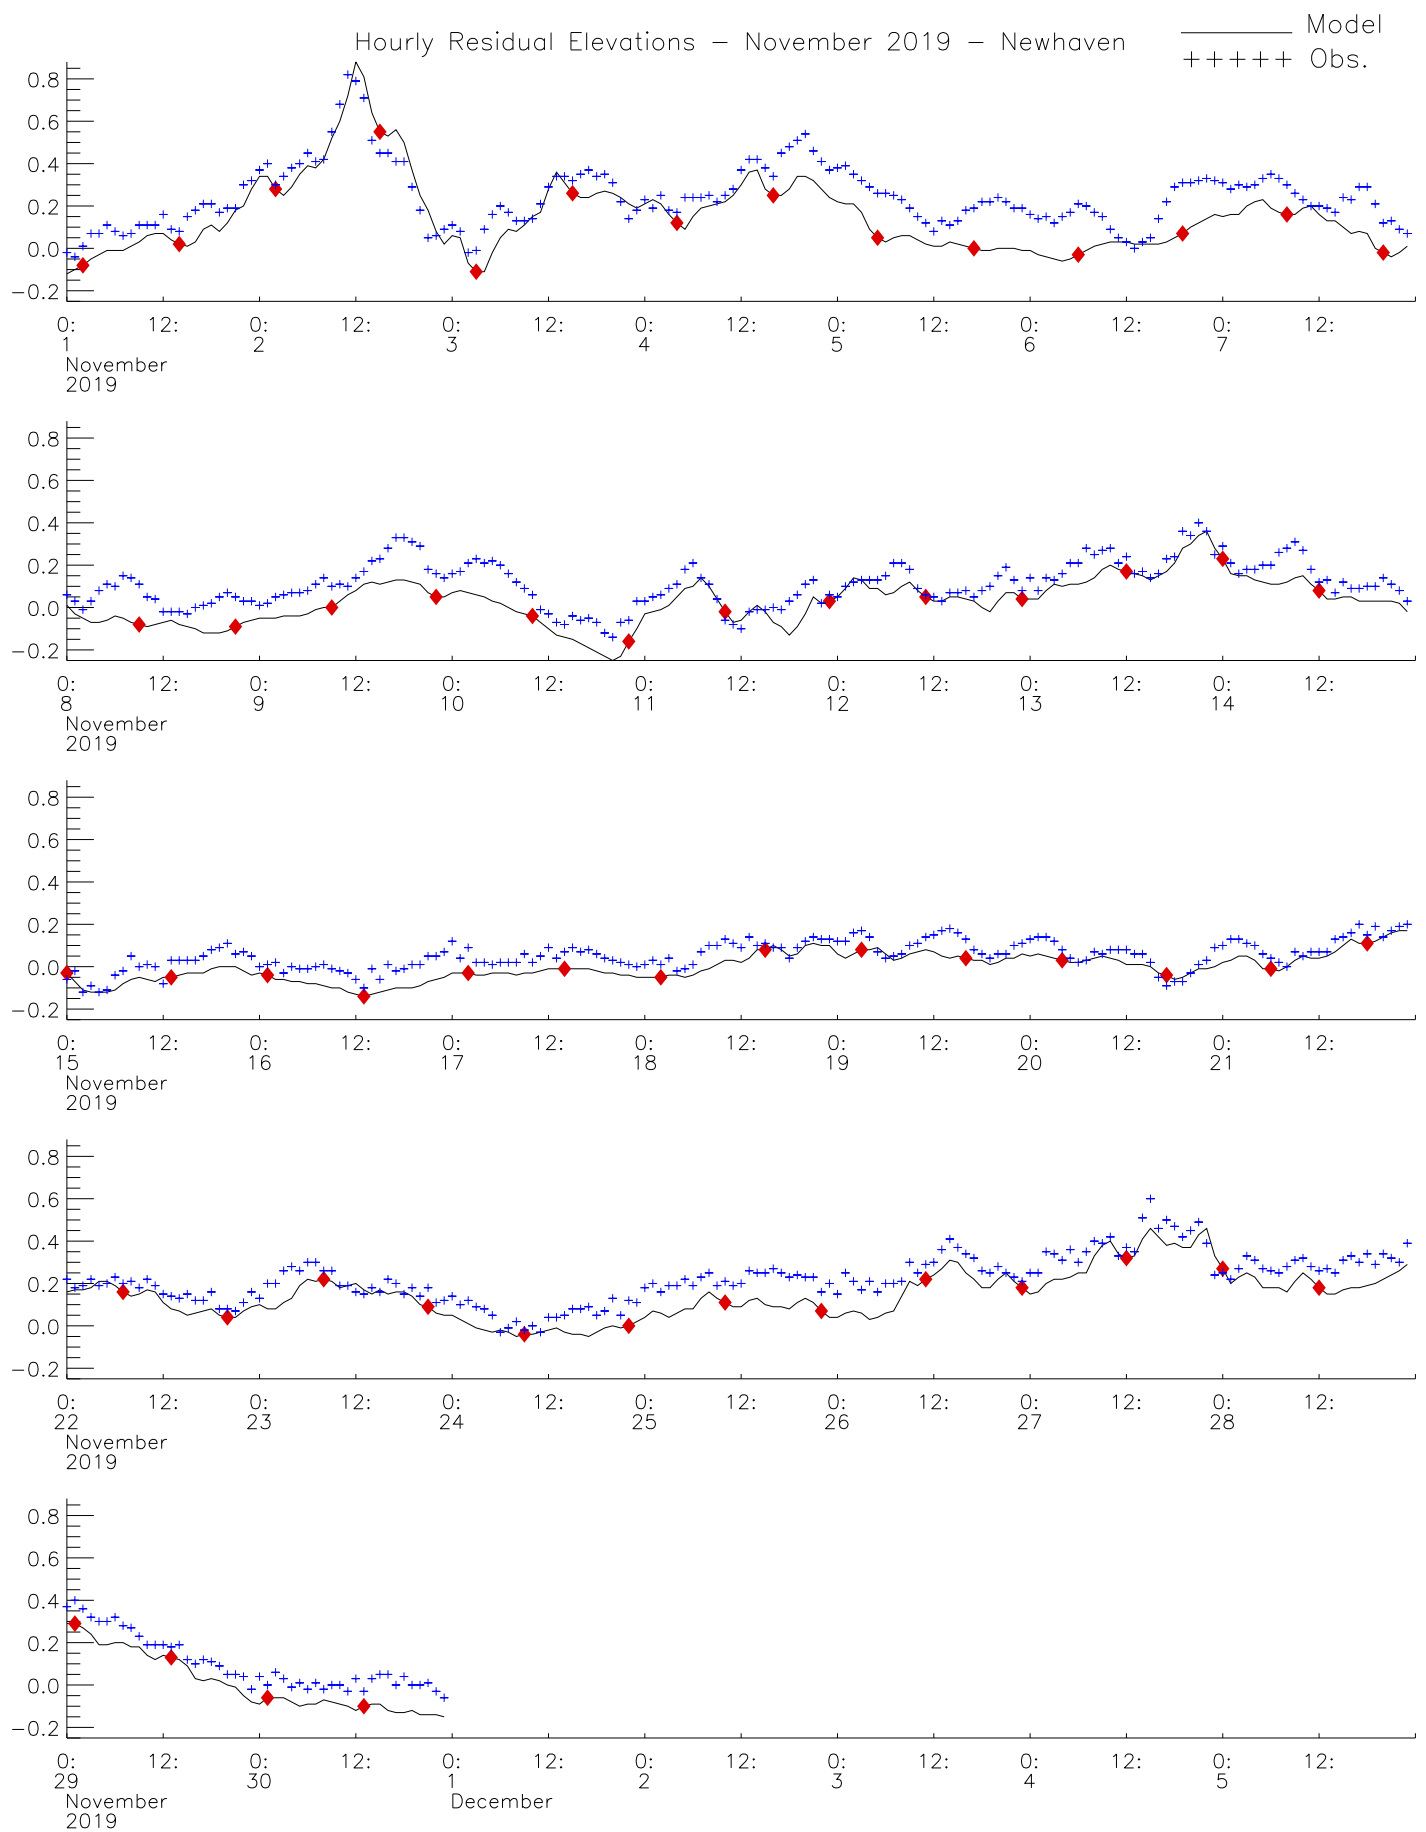 Hourly Residual Elevations – November 2019 – Newhaven
Model
+++++ Obs.
0.8
0.6
0.4
0.2
0.0
−0.2
0: 12: 0: 12: 0: 12: 0: 12: 0: 12: 0: 12: 0: 12:
1 2 3 4 5 6 7
November
2019
0.8
0.6
0.4
0.2
0.0
−0.2
0: 12: 0: 12: 0: 12: 0: 12: 0: 12: 0: 12: 0: 12:
8 9 10 11 12 13 14
November
2019
0.8
0.6
0.4
0.2
0.0
−0.2
0: 12: 0: 12: 0: 12: 0: 12: 0: 12: 0: 12: 0: 12:
15 16 17 18 19 20 21
November
2019
0.8
0.6
0.4
0.2
0.0
−0.2
0: 12: 0: 12: 0: 12: 0: 12: 0: 12: 0: 12: 0: 12:
22 23 24 25 26 27 28
November
2019
0.8
0.6
0.4
0.2
0.0
−0.2
0: 12: 0: 12: 0: 12: 0: 12: 0: 12: 0: 12: 0: 12:
29 30 1 2 3 4 5
November December
2019